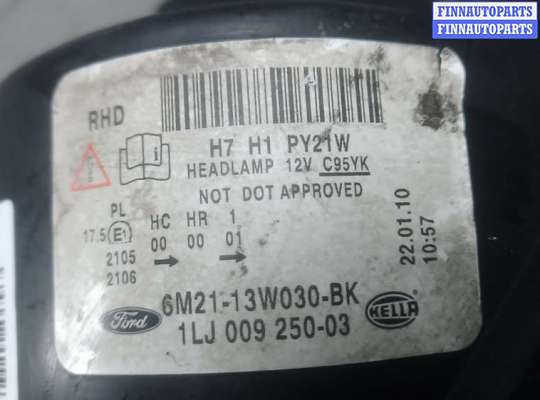 FINNAUTOPARTS
FINNAUTOPARTS
FINNAUTOPARTS
RHD
H7 H1 PY21W
HEADLAMP 12V C95YK
NOT DOT APPROVED
PL HC HR 1
17.5 E1 00 00 01
2105
2106
22.01.10
10:57
Ford
6M21-13W030-BK
1LJ 009 250-03
HELLA